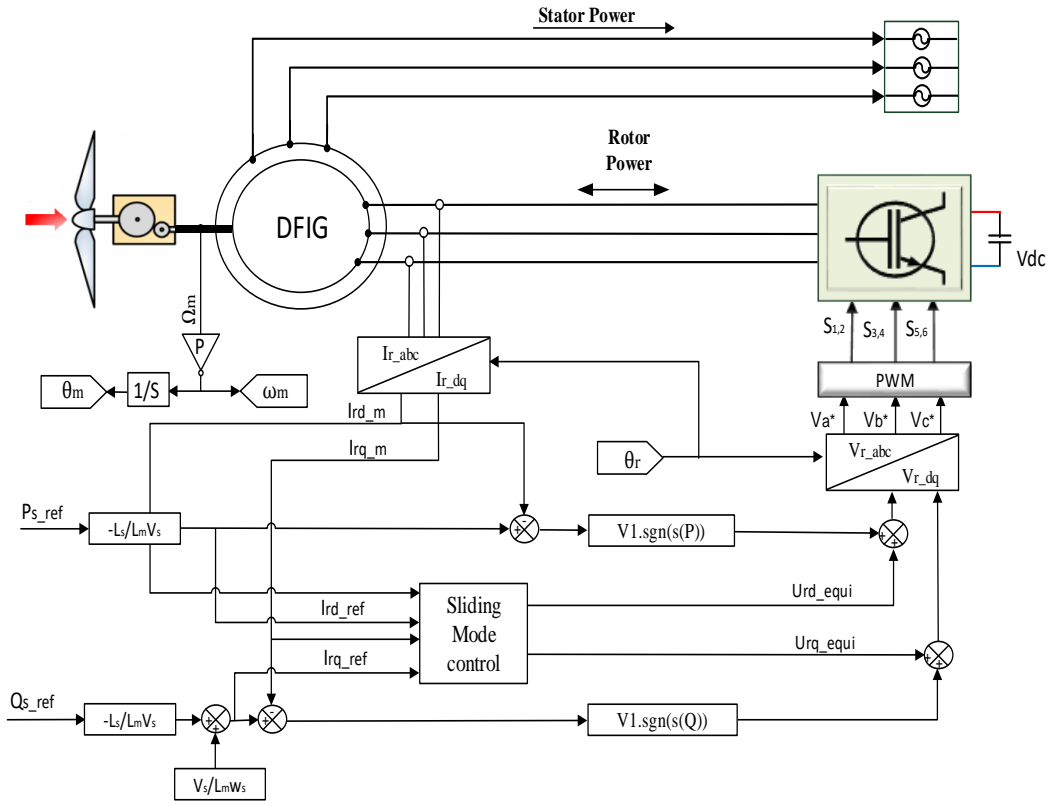 Stator Power
Rotor
Power
DFIG
Vdc
Ωm
P
S1,2
S3,4
S5,6
Ir_abc
Ir_dq
PWM
θm
1/S
ωm
Va*
Vb*
Vc*
Ird_m
Irq_m
θr
Vr_abc
Vr_dq
Ps_ref
-Ls/LmVs
-
+
V1.sgn(s(P))
+
+
Sliding
Mode
control
Urd_equi
Ird_ref
Urq_equi
Irq_ref
+
+
Qs_ref
-Ls/LmVs
+
+
-
+
V1.sgn(s(Q))
Vs/Lmws